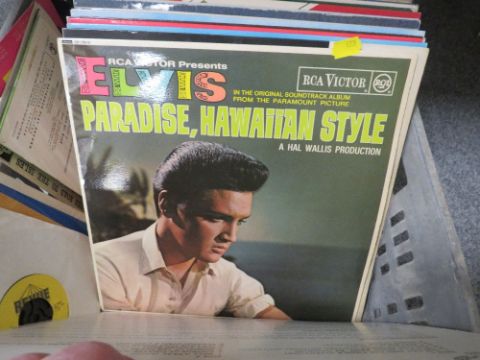 RCA VICTOR Presents
ELVIS
IN THE ORIGINAL SOUNDTRACK ALBUM
FROM THE PARAMOUNT PICTURE
RCA VICTOR
RCA
PARADISE, HAWAIIAN STYLE
A HAL WALLIS PRODUCTION